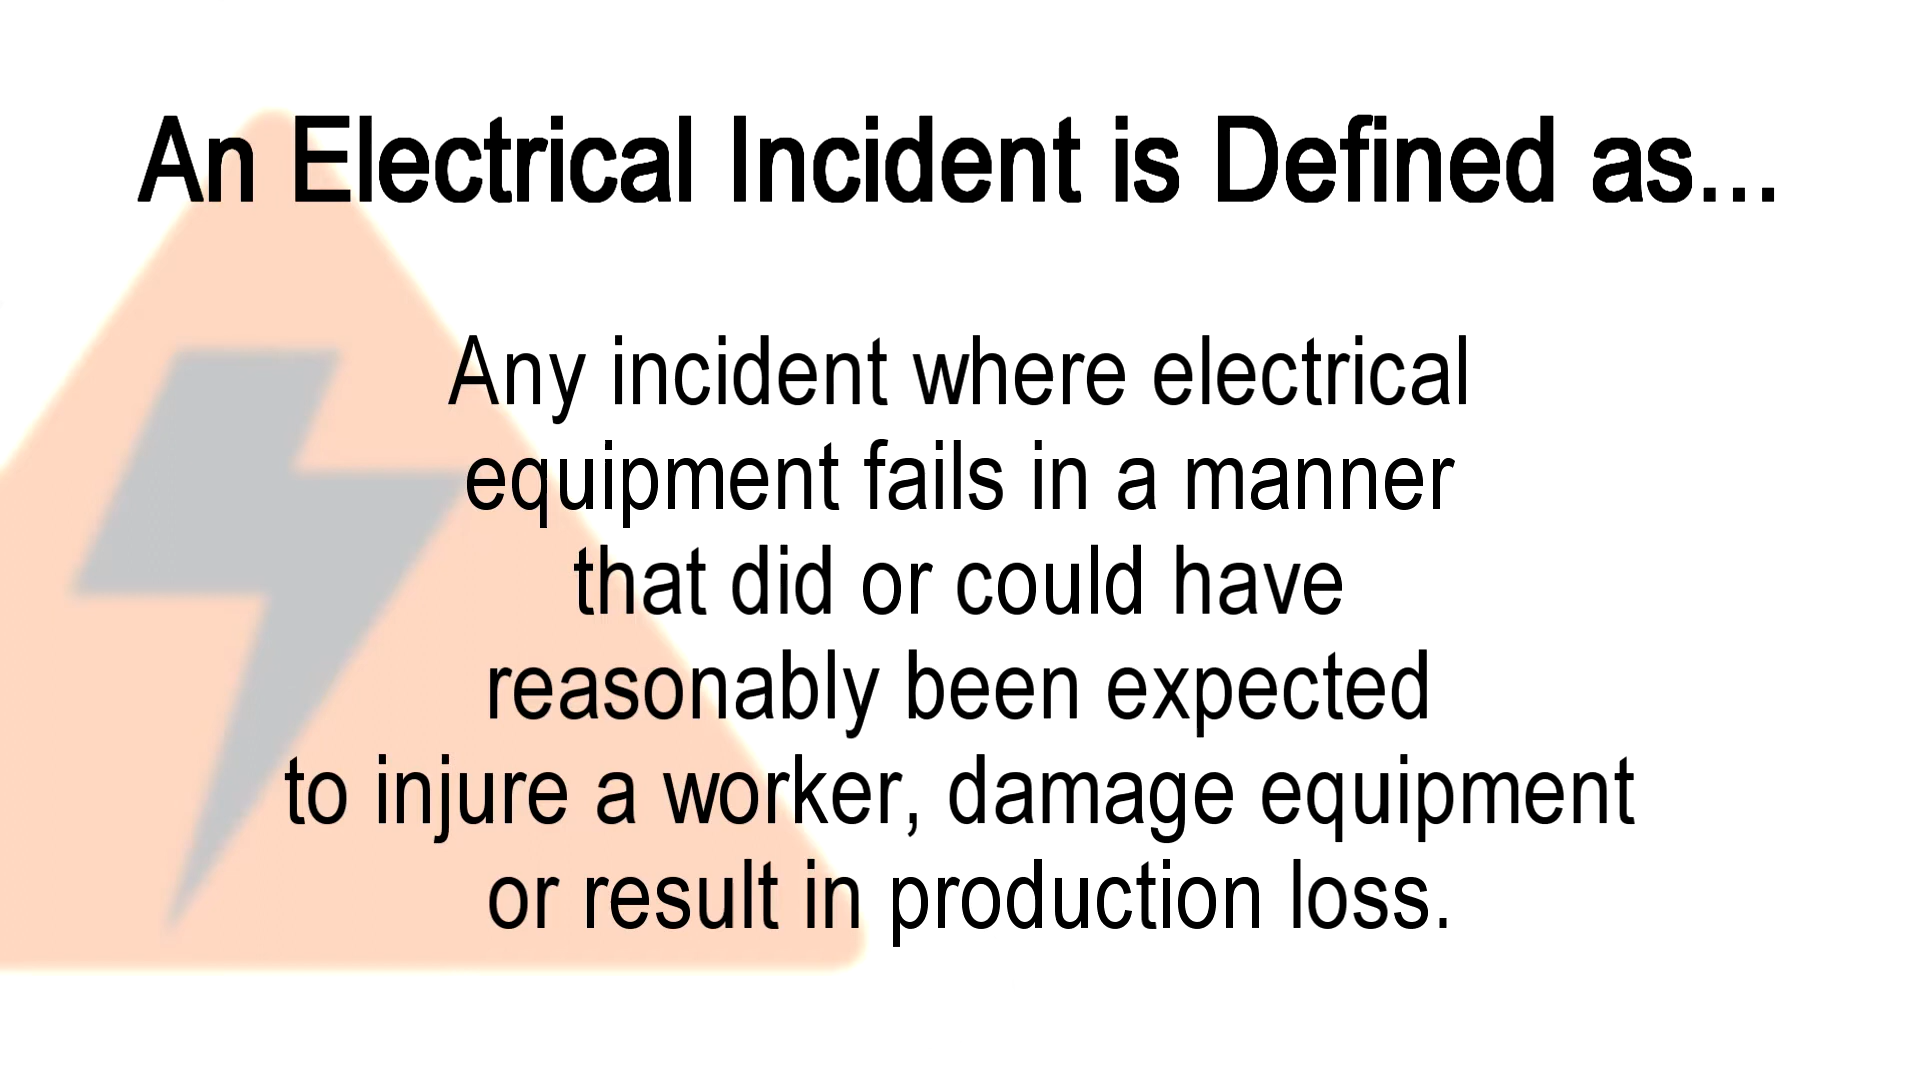 An Electrical Incident is Defined as...
Any incident where electrical
equipment fails in a manner
that did or could have
reasonably been expected
to injure a worker, damage equipment
or result in production loss.